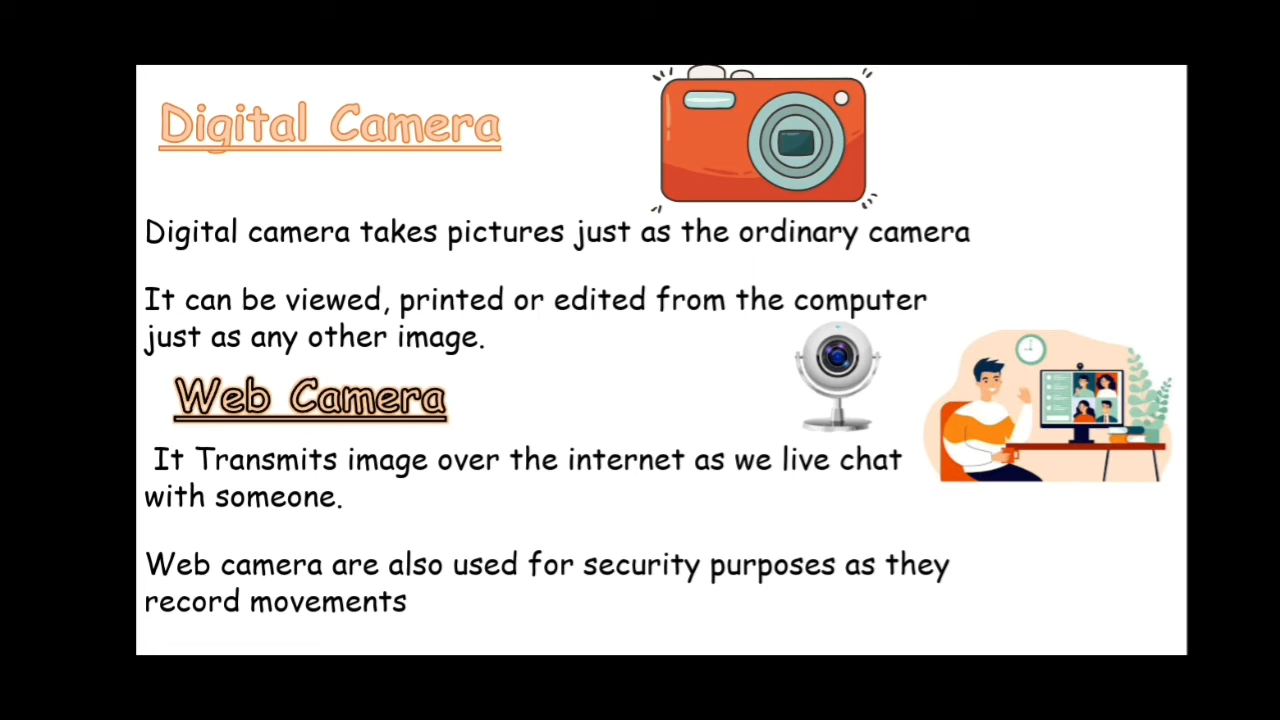 Digital Camera
Digital camera takes pictures just as the ordinary camera
It can be viewed, printed or edited from the computer
just as any other image.
Web Camera
It Transmits image over the internet as we live chat
with someone.
Web camera are also used for security purposes as they
record movements